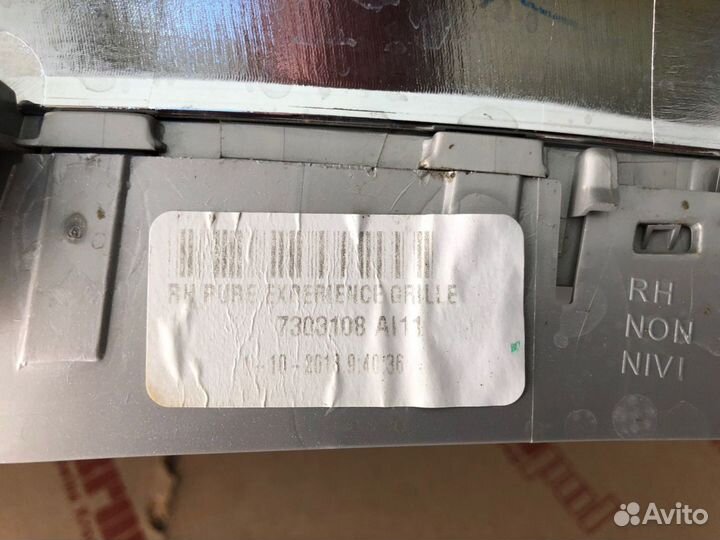 RH PURE EXPERIENCE GRILLE
7303108 AI11
-10-2013 9:40:36
RH
NON
NIVI
Avito